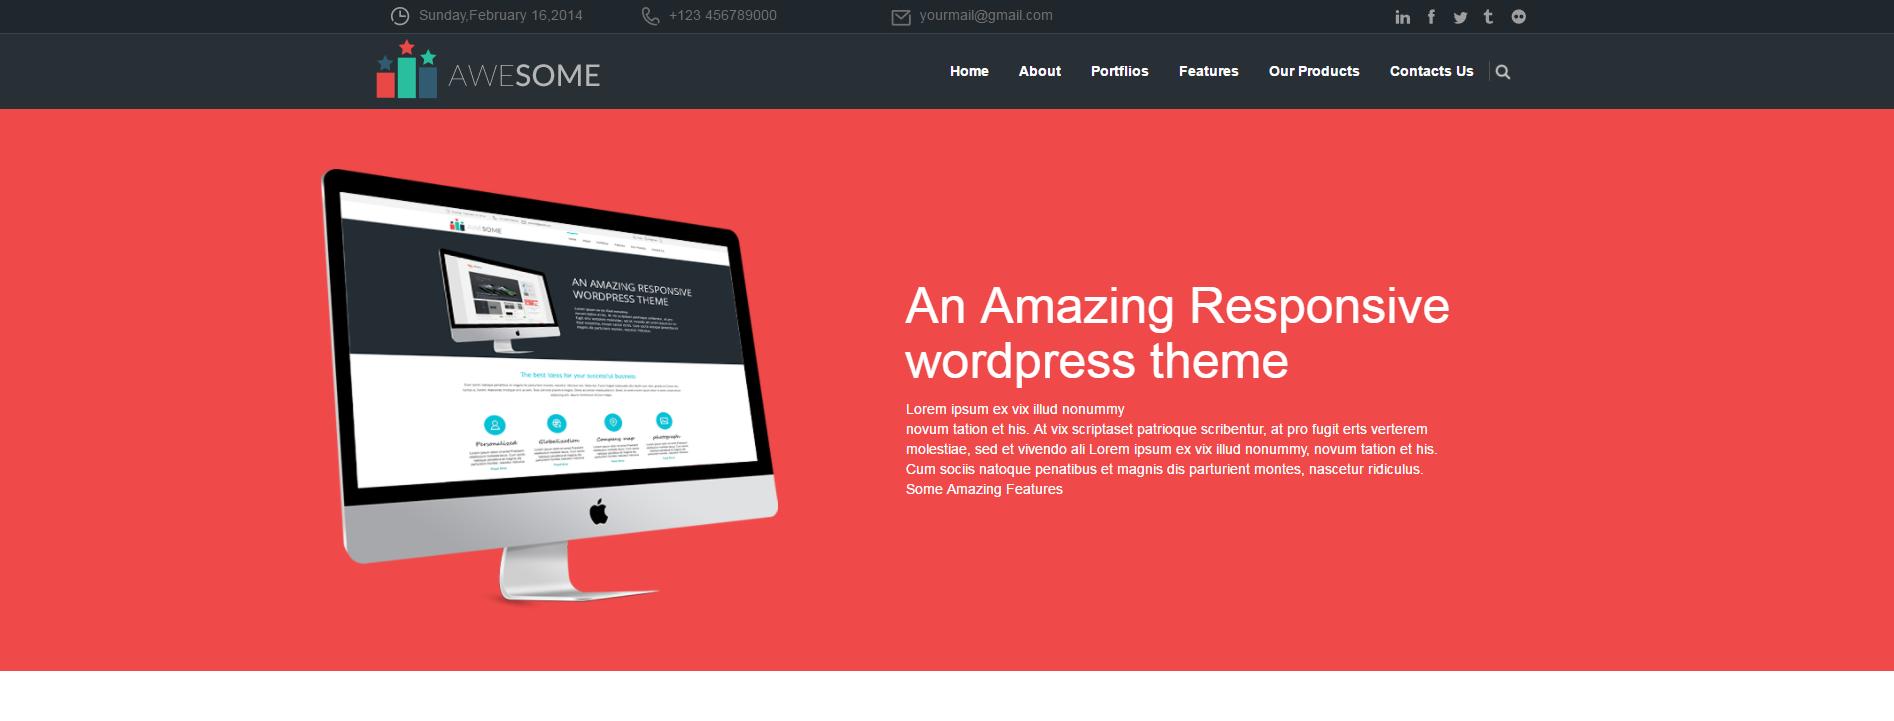 Sunday,February 16,2014
+123 456789000
yourmail@gmail.com
AWESOME
Home
About
Portflios
Features
Our Products
Contacts Us
SOME
AN AMAZING RESPONSIVE
WORDPRESS THEME
The best Ideas for your successful business
Personalized
Globalization
Company map
photograph
An Amazing Responsive
wordpress theme
Lorem ipsum ex vix illud nonummy
novum tation et his. At vix scriptaset patrioque scribentur, at pro fugit erts verterem
molestiae, sed et vivendo ali Lorem ipsum ex vix illud nonummy, novum tation et his.
Cum sociis natoque penatibus et magnis dis parturient montes, nascetur ridiculus.
Some Amazing Features